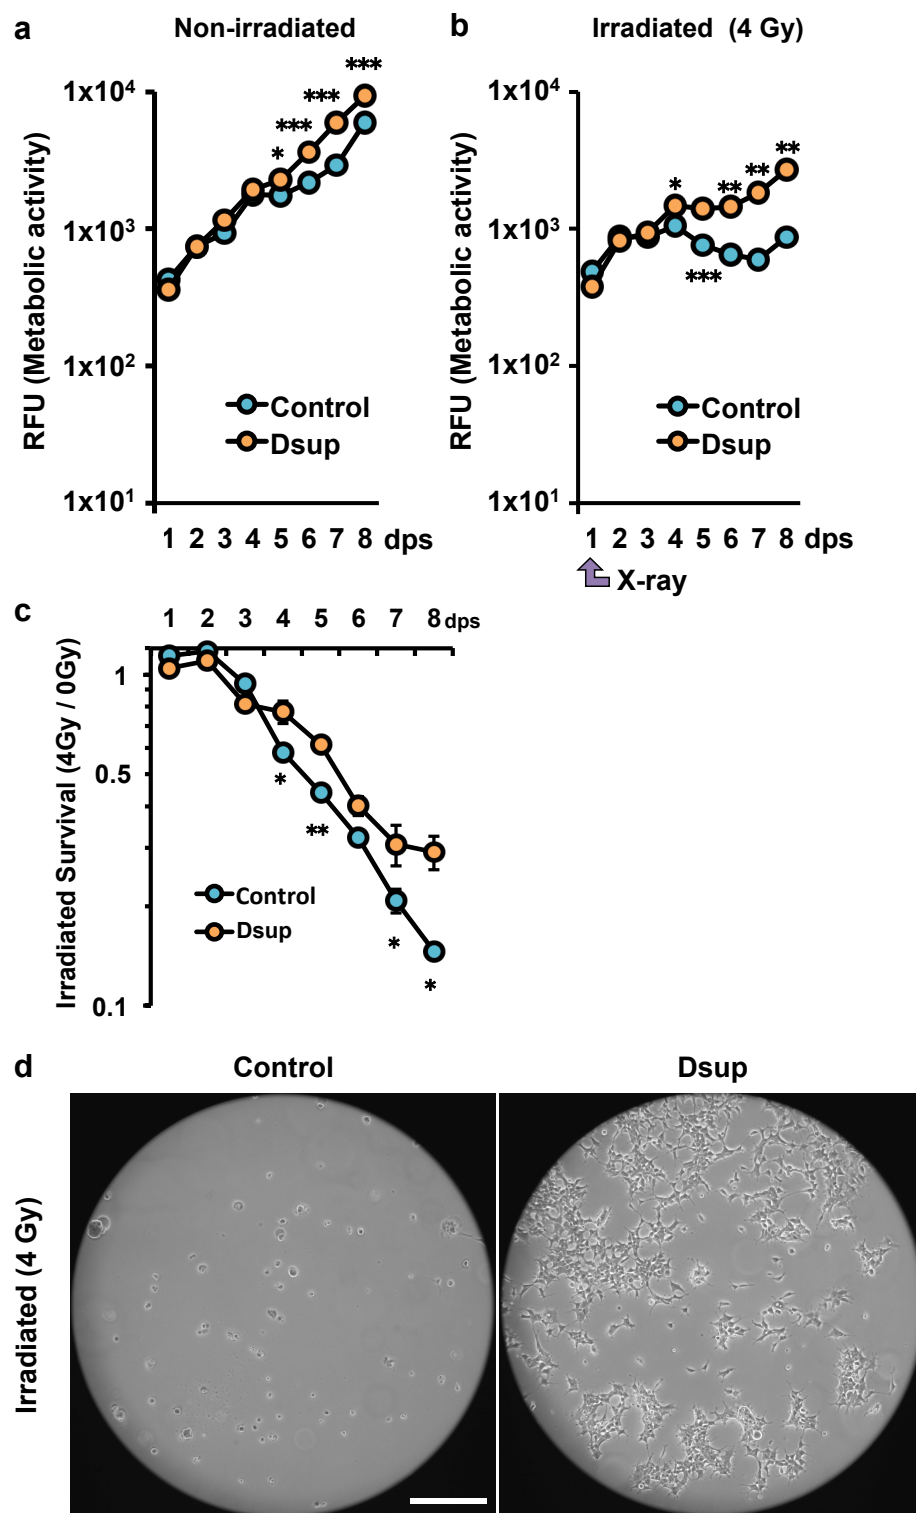 a Non-irradiated
RFU (Metabolic activity)
1x10⁴
1x10³
1x10²
1x10¹
*
***
***
***
Control
Dsup
1 2 3 4 5 6 7 8 dps
b Irradiated (4 Gy)
RFU (Metabolic activity)
1x10⁴
1x10³
1x10²
1x10¹
*
***
**
**
**
Control
Dsup
1 2 3 4 5 6 7 8 dps
X-ray
c
1 2 3 4 5 6 7 8 dps
Irradiated Survival (4Gy / 0Gy)
1
0.5
0.1
*
**
*
*
Control
Dsup
d Control Dsup
Irradiated (4 Gy)